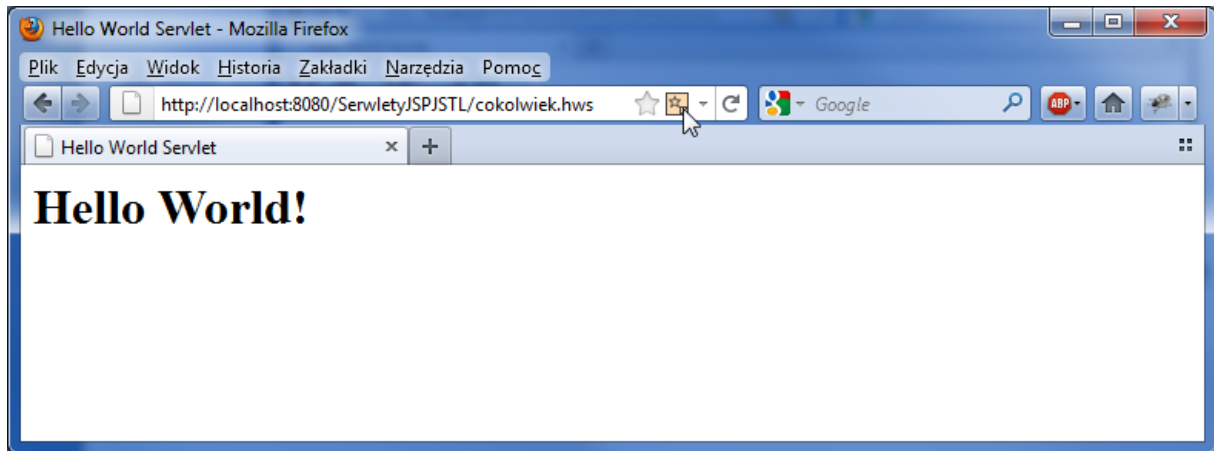 Hello World Servlet - Mozilla Firefox
Plik Edycja Widok Historia Zakładki Narzędzia Pomoc
http://localhost:8080/SerwletyJSPJSTL/cokolwiek.hws Google ABP
Hello World Servlet
Hello World!